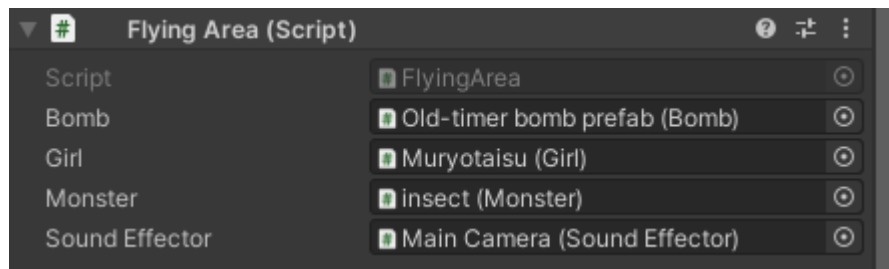 Flying Area (Script)
Script FlyingArea
Bomb Old-timer bomb prefab (Bomb)
Girl Muryotaisu (Girl)
Monster insect (Monster)
Sound Effector Main Camera (Sound Effector)